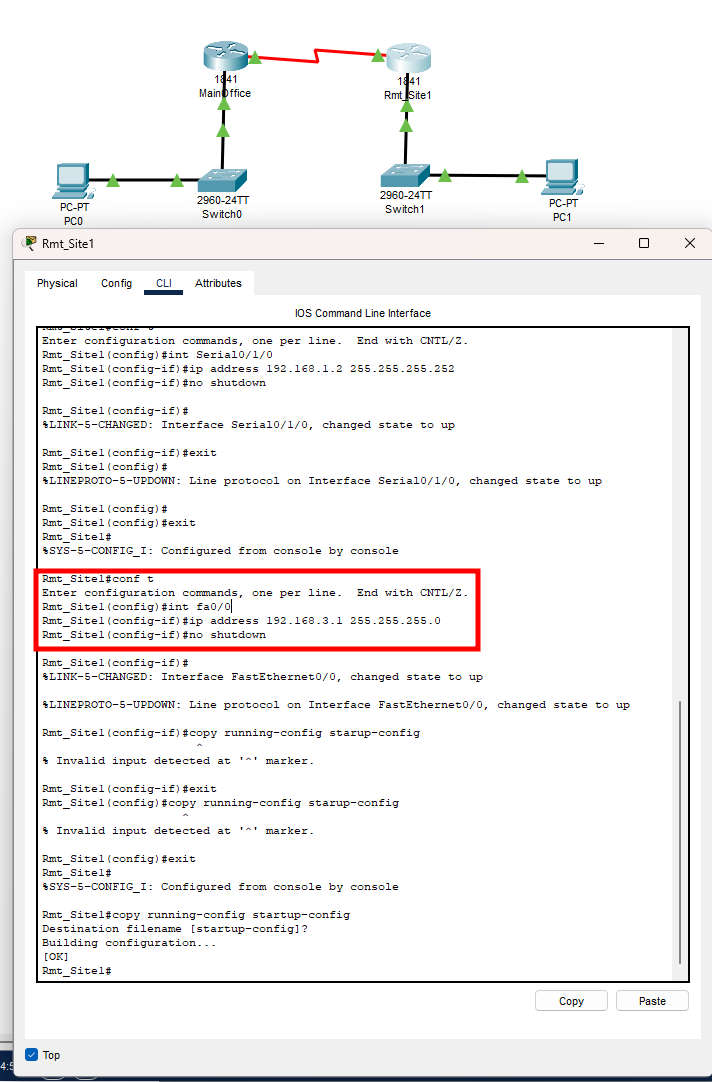 1841
MainOffice
1841
Rmt_Site1
PC-PT
PC0
2960-24TT
Switch0
2960-24TT
Switch1
PC-PT
PC1
Rmt_Site1
Physical Config CLI Attributes
IOS Command Line Interface
Rmt_Site1#conf t
Enter configuration commands, one per line.  End with CNTL/Z.
Rmt_Site1(config)#int Serial0/1/0
Rmt_Site1(config-if)#ip address 192.168.1.2 255.255.255.252
Rmt_Site1(config-if)#no shutdown
Rmt_Site1(config-if)#
%LINK-5-CHANGED: Interface Serial0/1/0, changed state to up
Rmt_Site1(config-if)#exit
Rmt_Site1(config)#
%LINEPROTO-5-UPDOWN: Line protocol on Interface Serial0/1/0, changed state to up
Rmt_Site1(config)#
Rmt_Site1(config)#exit
Rmt_Site1#
%SYS-5-CONFIG_I: Configured from console by console
Rmt_Site1#conf t
Enter configuration commands, one per line.  End with CNTL/Z.
Rmt_Site1(config)#int fa0/0
Rmt_Site1(config-if)#ip address 192.168.3.1 255.255.255.0
Rmt_Site1(config-if)#no shutdown
Rmt_Site1(config-if)#
%LINK-5-CHANGED: Interface FastEthernet0/0, changed state to up
%LINEPROTO-5-UPDOWN: Line protocol on Interface FastEthernet0/0, changed state to up
Rmt_Site1(config-if)#copy running-config starup-config
^
% Invalid input detected at '^' marker.
Rmt_Site1(config-if)#exit
Rmt_Site1(config)#copy running-config starup-config
^
% Invalid input detected at '^' marker.
Rmt_Site1(config)#exit
Rmt_Site1#
%SYS-5-CONFIG_I: Configured from console by console
Rmt_Site1#copy running-config startup-config
Destination filename [startup-config]?
Building configuration...
[OK]
Rmt_Site1#
Copy Paste
Top